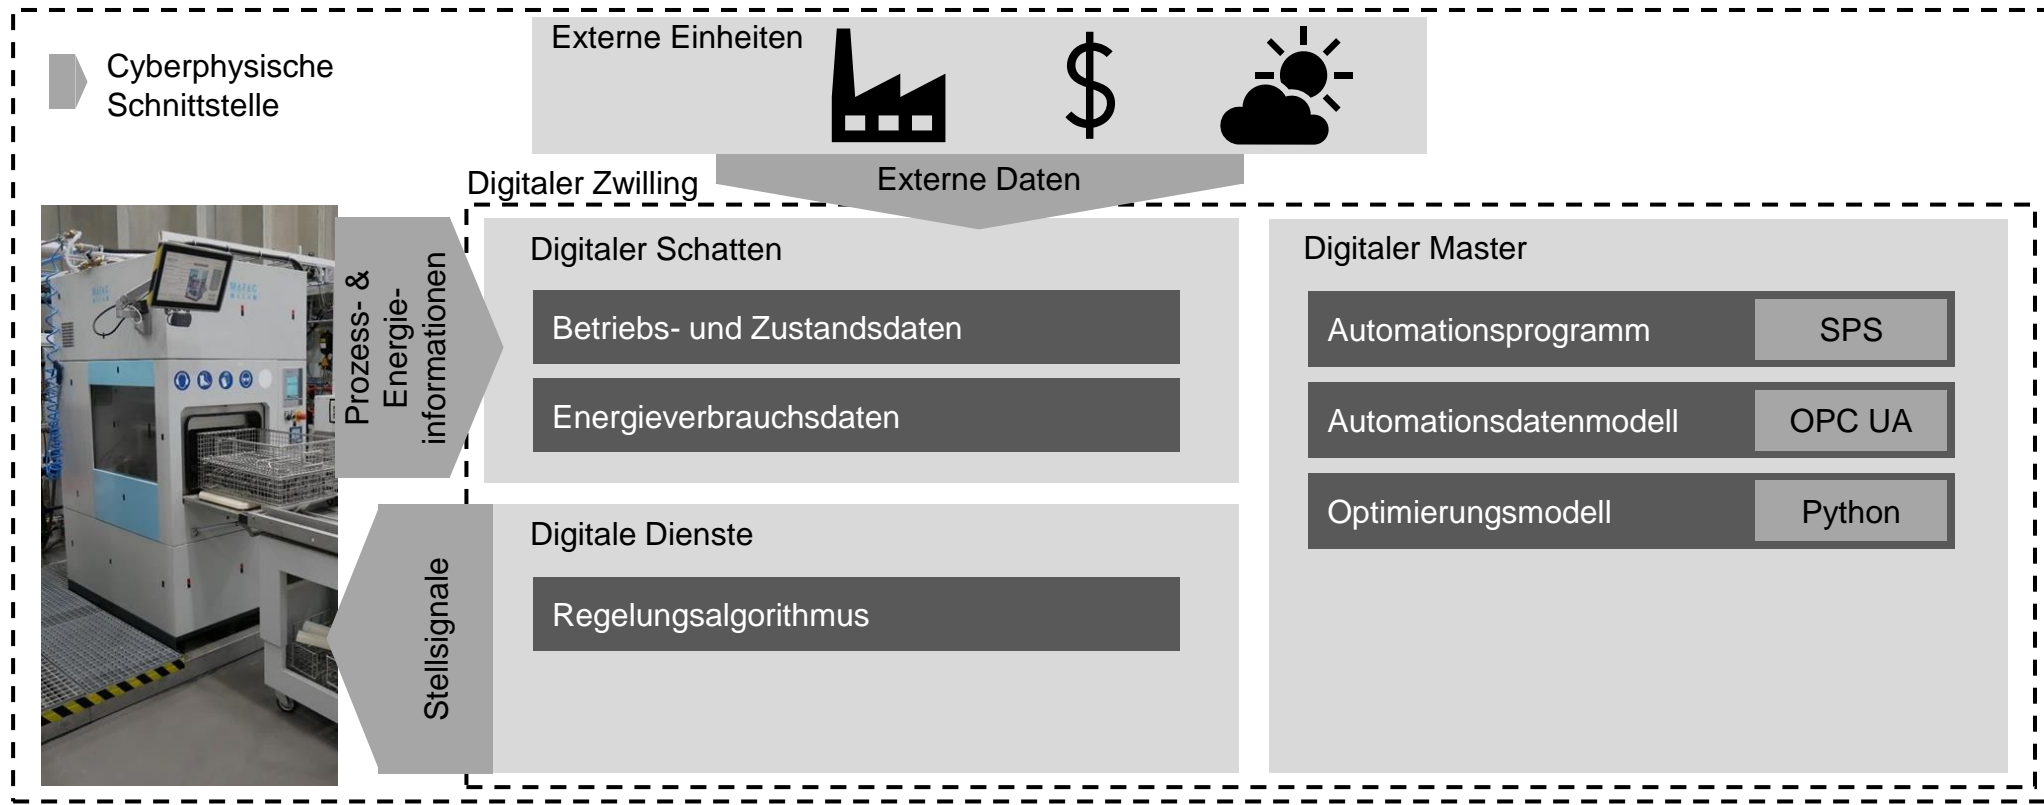 Externe Einheiten
$
Cyberphysische
Schnittstelle
Externe Daten
Digitaler Zwilling
Prozess- &
Energie-
informationen
Digitaler Schatten
Betriebs- und Zustandsdaten
Energieverbrauchsdaten
Digitaler Master
Automationsprogramm SPS
Automationsdatenmodell OPC UA
Optimierungsmodell Python
Stellsignale
Digitale Dienste
Regelungsalgorithmus